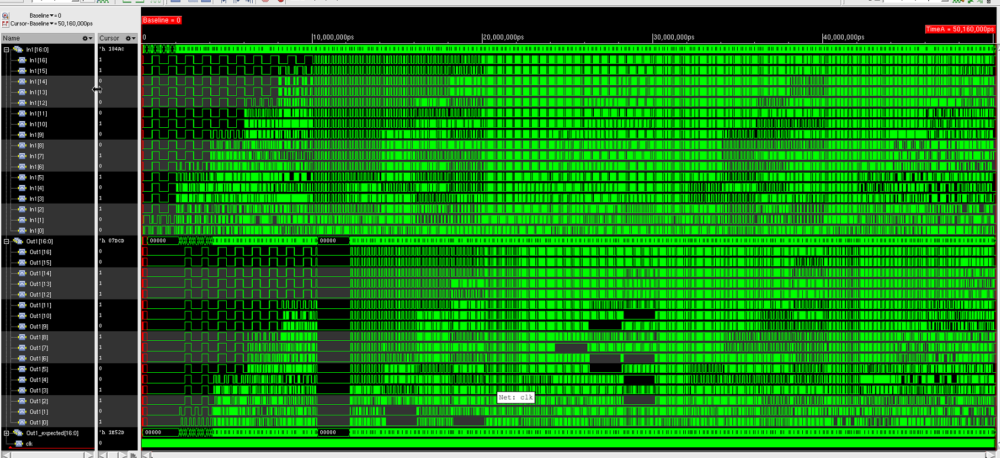 Baseline▼= 0
Cursor-Baseline▼= 50,160,000ps
Baseline = 0
TimeA = 50,160,000ps
Name
Cursor
0
10,000,000ps
20,000,000ps
30,000,000ps
40,000,000ps
In1[16:0] 'h 184AC
In1[16] 1
In1[15] 1
In1[14] 0
In1[13]
In1[12] 0
In1[11] 0
In1[10] 1
In1[9] 0
In1[8] 0
In1[7] 1
In1[6] 0
In1[5] 1
In1[4] 0
In1[3] 1
In1[2] 1
In1[1] 0
In1[0] 0
Out1[16:0] 'h 07DCD 00000 00000
Out1[16] 0
Out1[15] 0
Out1[14] 1
Out1[13] 1
Out1[12] 1
Out1[11] 1
Out1[10] 1
Out1[9] 0
Out1[8] 1
Out1[7] 1
Out1[6] 1
Out1[5] 0
Out1[4] 0
Out1[3] 1
Net: clk
Out1[2] 1
Out1[1] 0
Out1[0] 1
Out1_expected[16:0] 'h 1E52D 00000 00000
clk 0